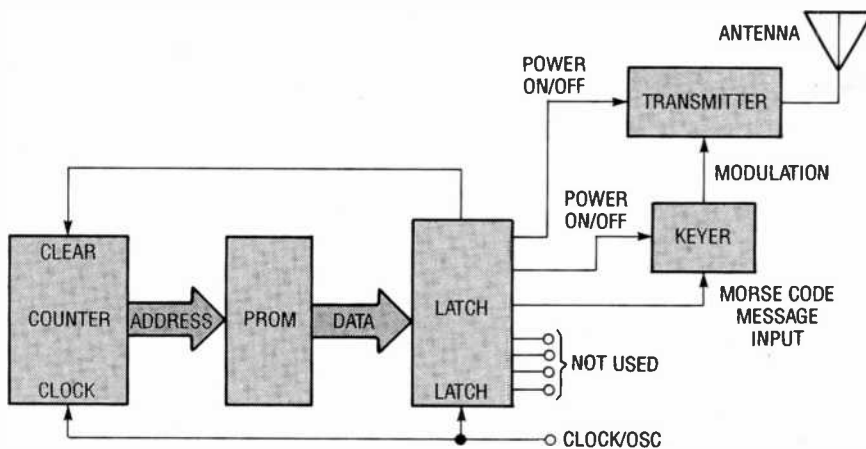 ANTENNA
POWER
ON/OFF
TRANSMITTER
MODULATION
POWER
ON/OFF
KEYER
CLEAR
COUNTER
CLOCK
ADDRESS
PROM
DATA
LATCH
LATCH
MORSE CODE
MESSAGE
INPUT
NOT USED
CLOCK/OSC